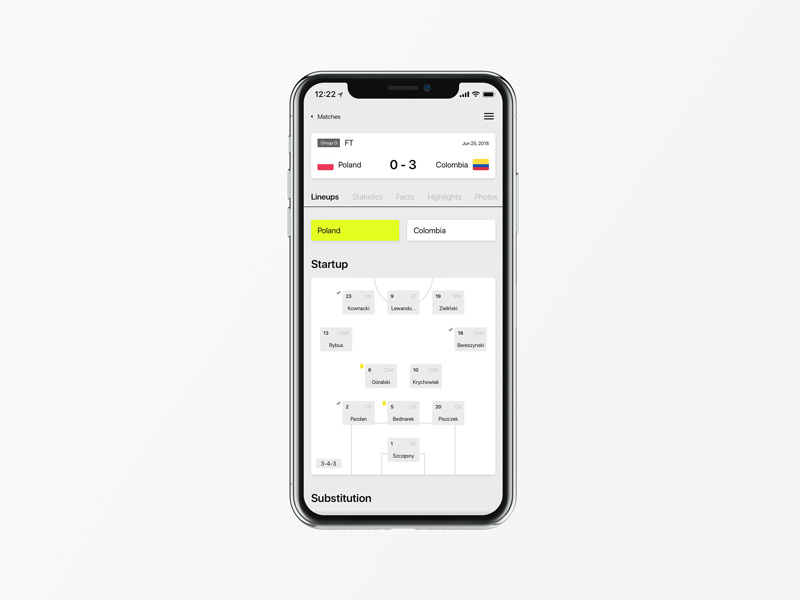 12:22
Matches
Group G FT Jun 25, 2018
Poland 0 - 3 Colombia
Lineups Statistics Facts Highlights Photos
Poland Colombia
Startup
23 LW 9 ST 19 RW
Kownacki Lewando... Zieliński
13 CAM 18 CAM
Rybus Bereszynski
6 CDM 10 CDM
Góralski Krychowiak
2 CB 5 CB 20 CB
Pazdan Bednarek Piszczek
1
Szczęsny
3-4-3
Substitution